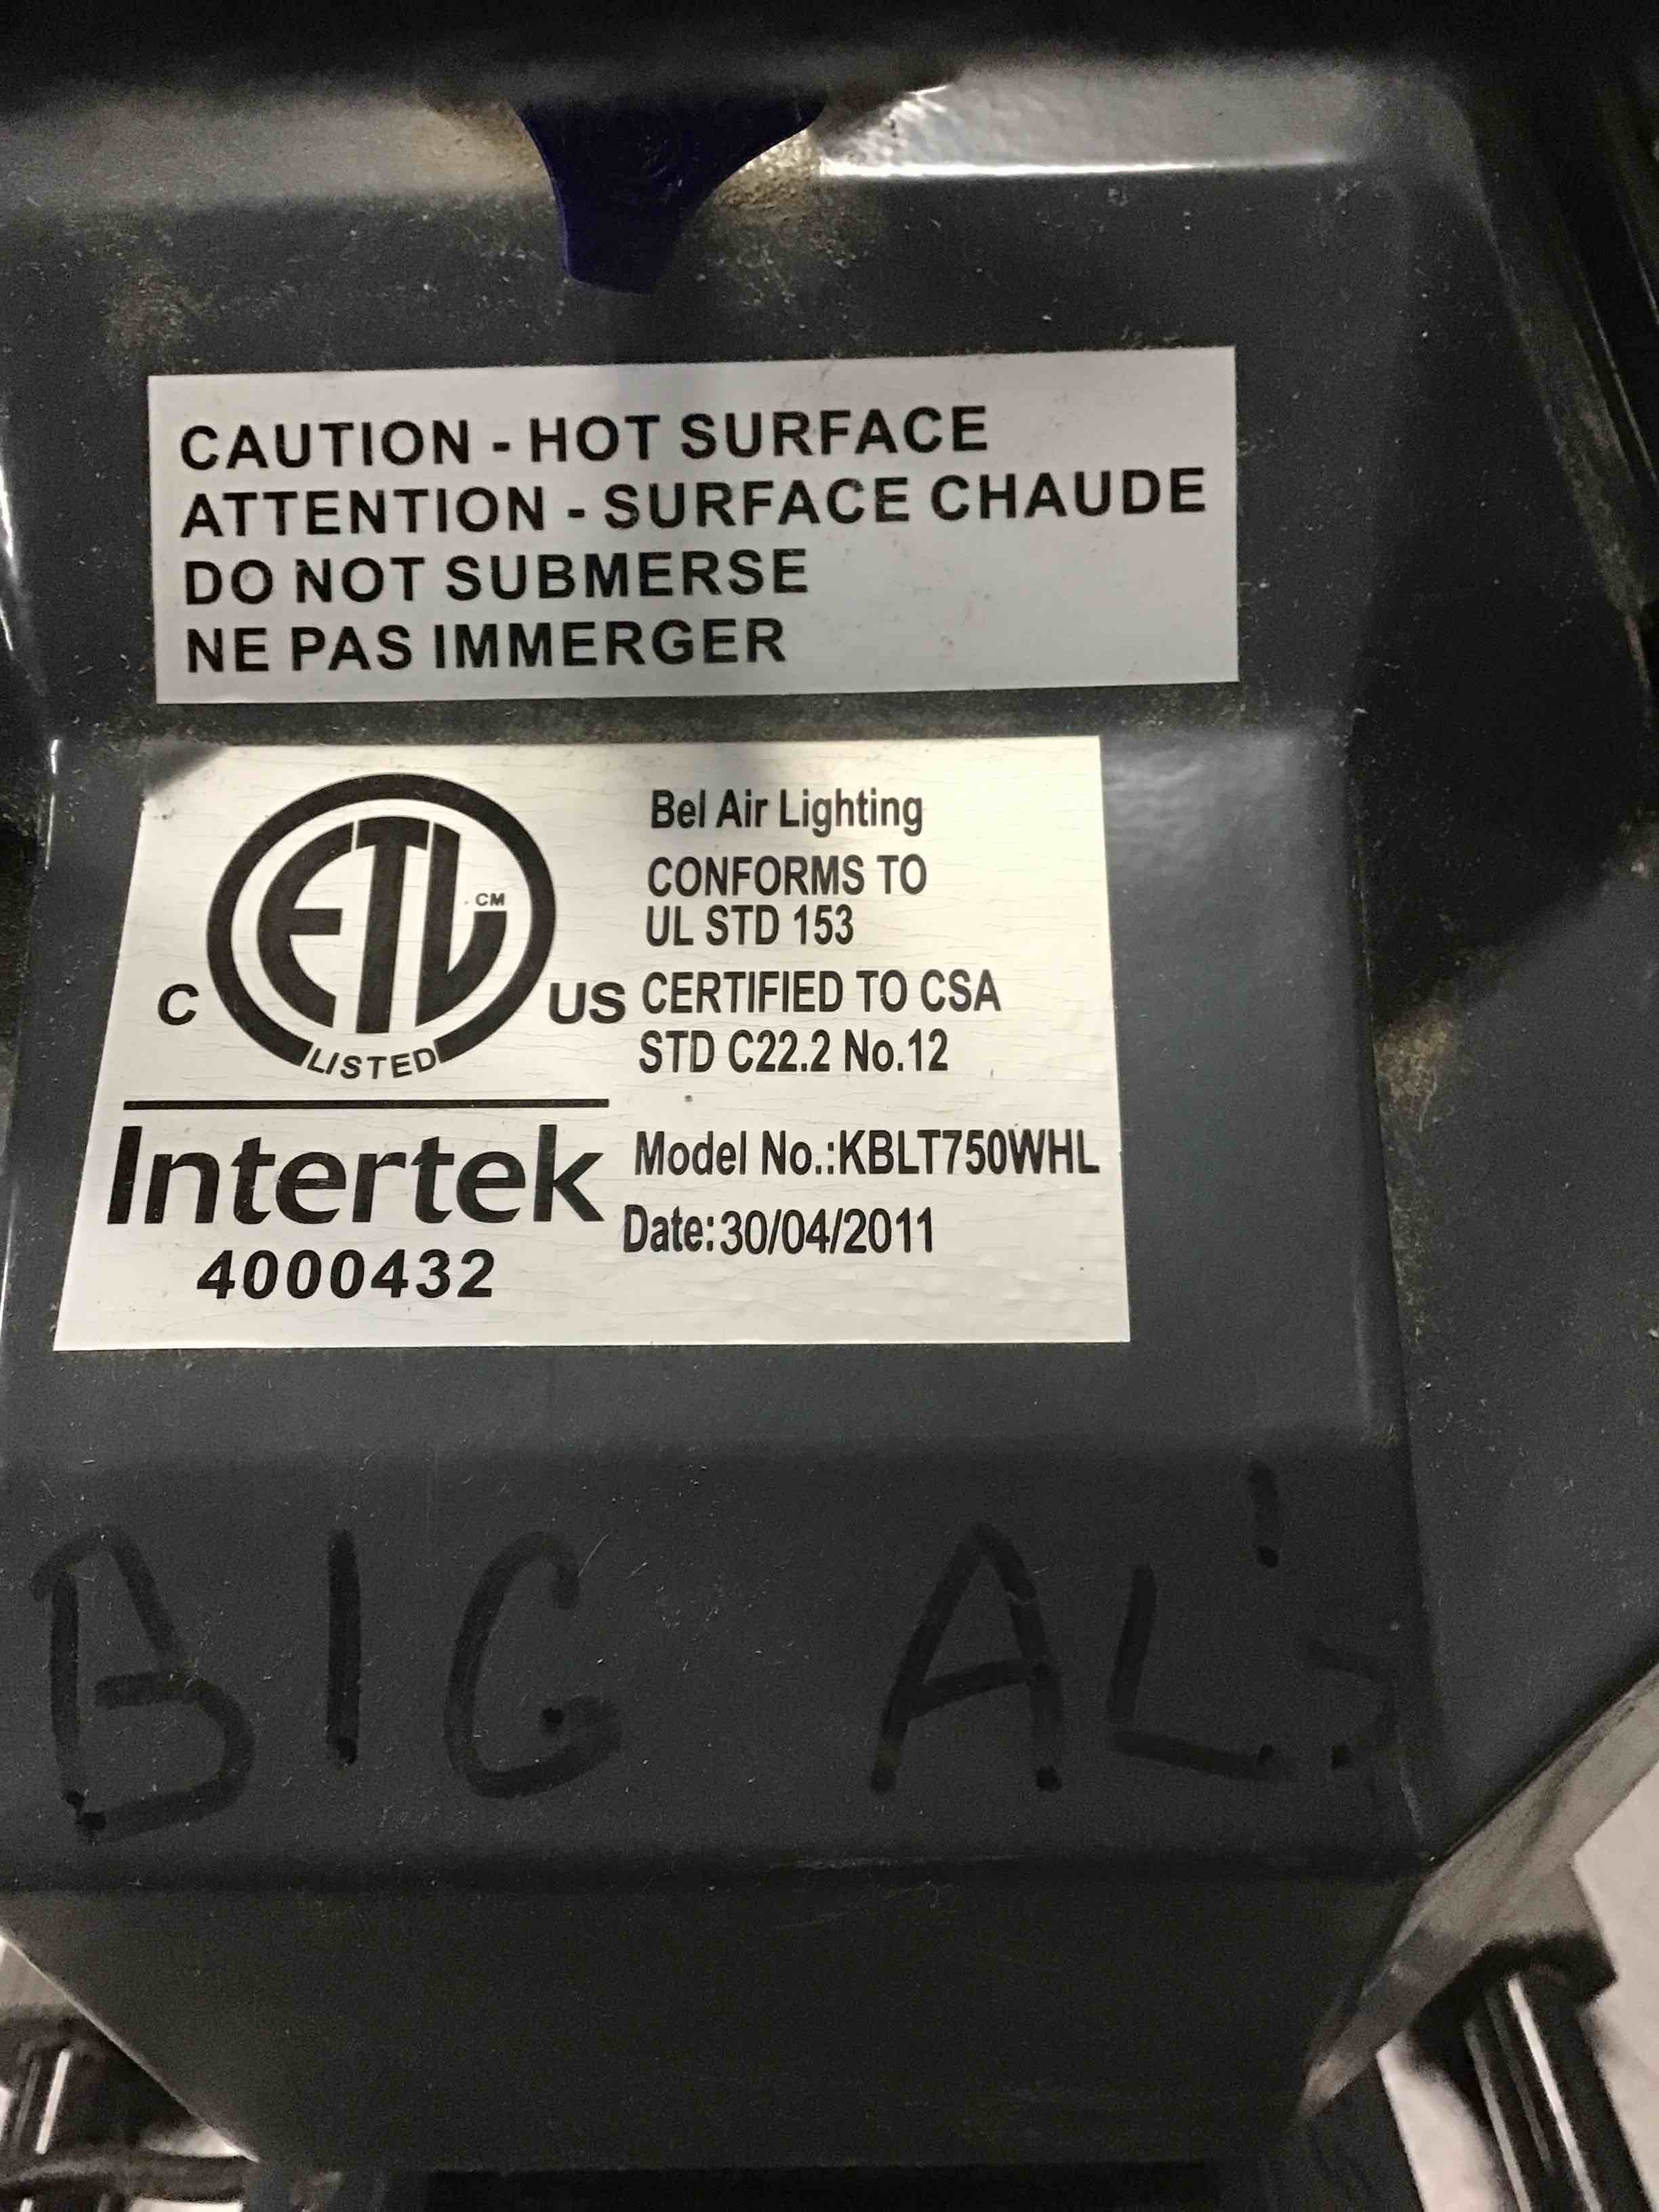 CAUTION - HOT SURFACE
ATTENTION - SURFACE CHAUDE
DO NOT SUBMERSE
NE PAS IMMERGER
ETL CM
C US
LISTED
Intertek
4000432
Bel Air Lighting
CONFORMS TO
UL STD 153
CERTIFIED TO CSA
STD C22.2 No.12
Model No.:KBLT750WHL
Date:30/04/2011
BIG AL's